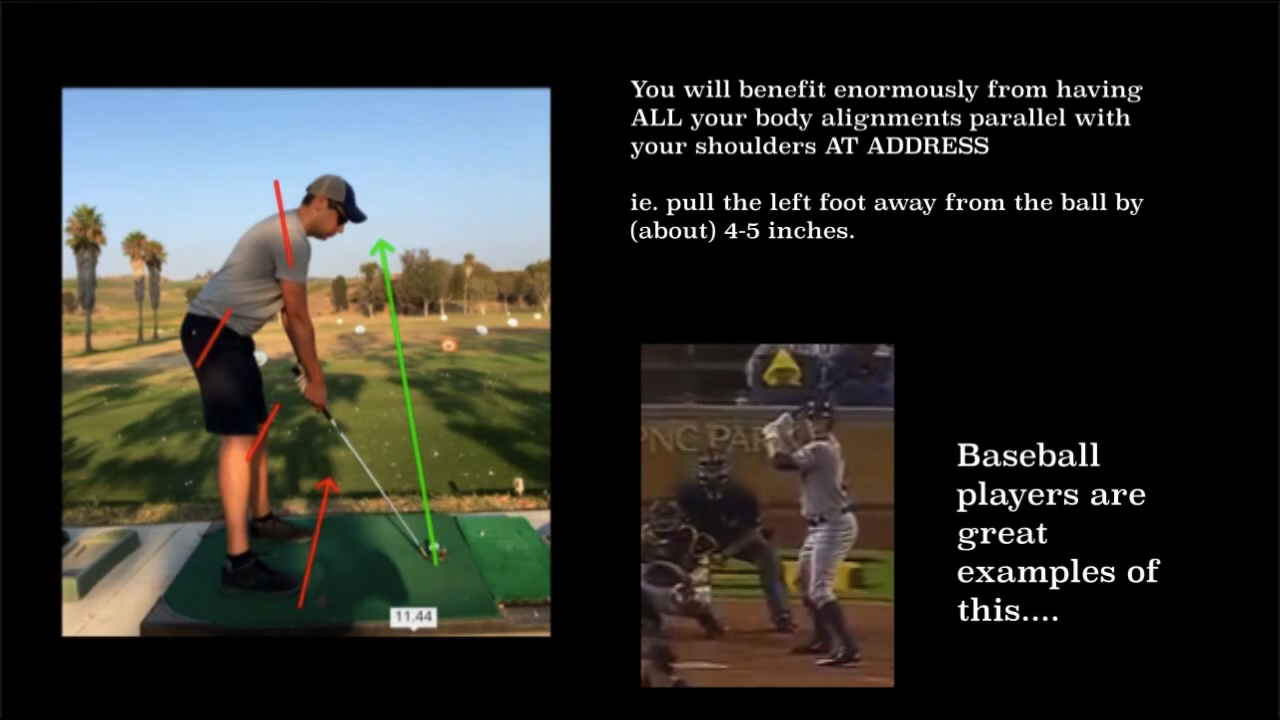 You will benefit enormously from having
ALL your body alignments parallel with
your shoulders AT ADDRESS
ie. pull the left foot away from the ball by
(about) 4-5 inches.
11.44
PNC PARK
Baseball
players are
great
examples of
this....